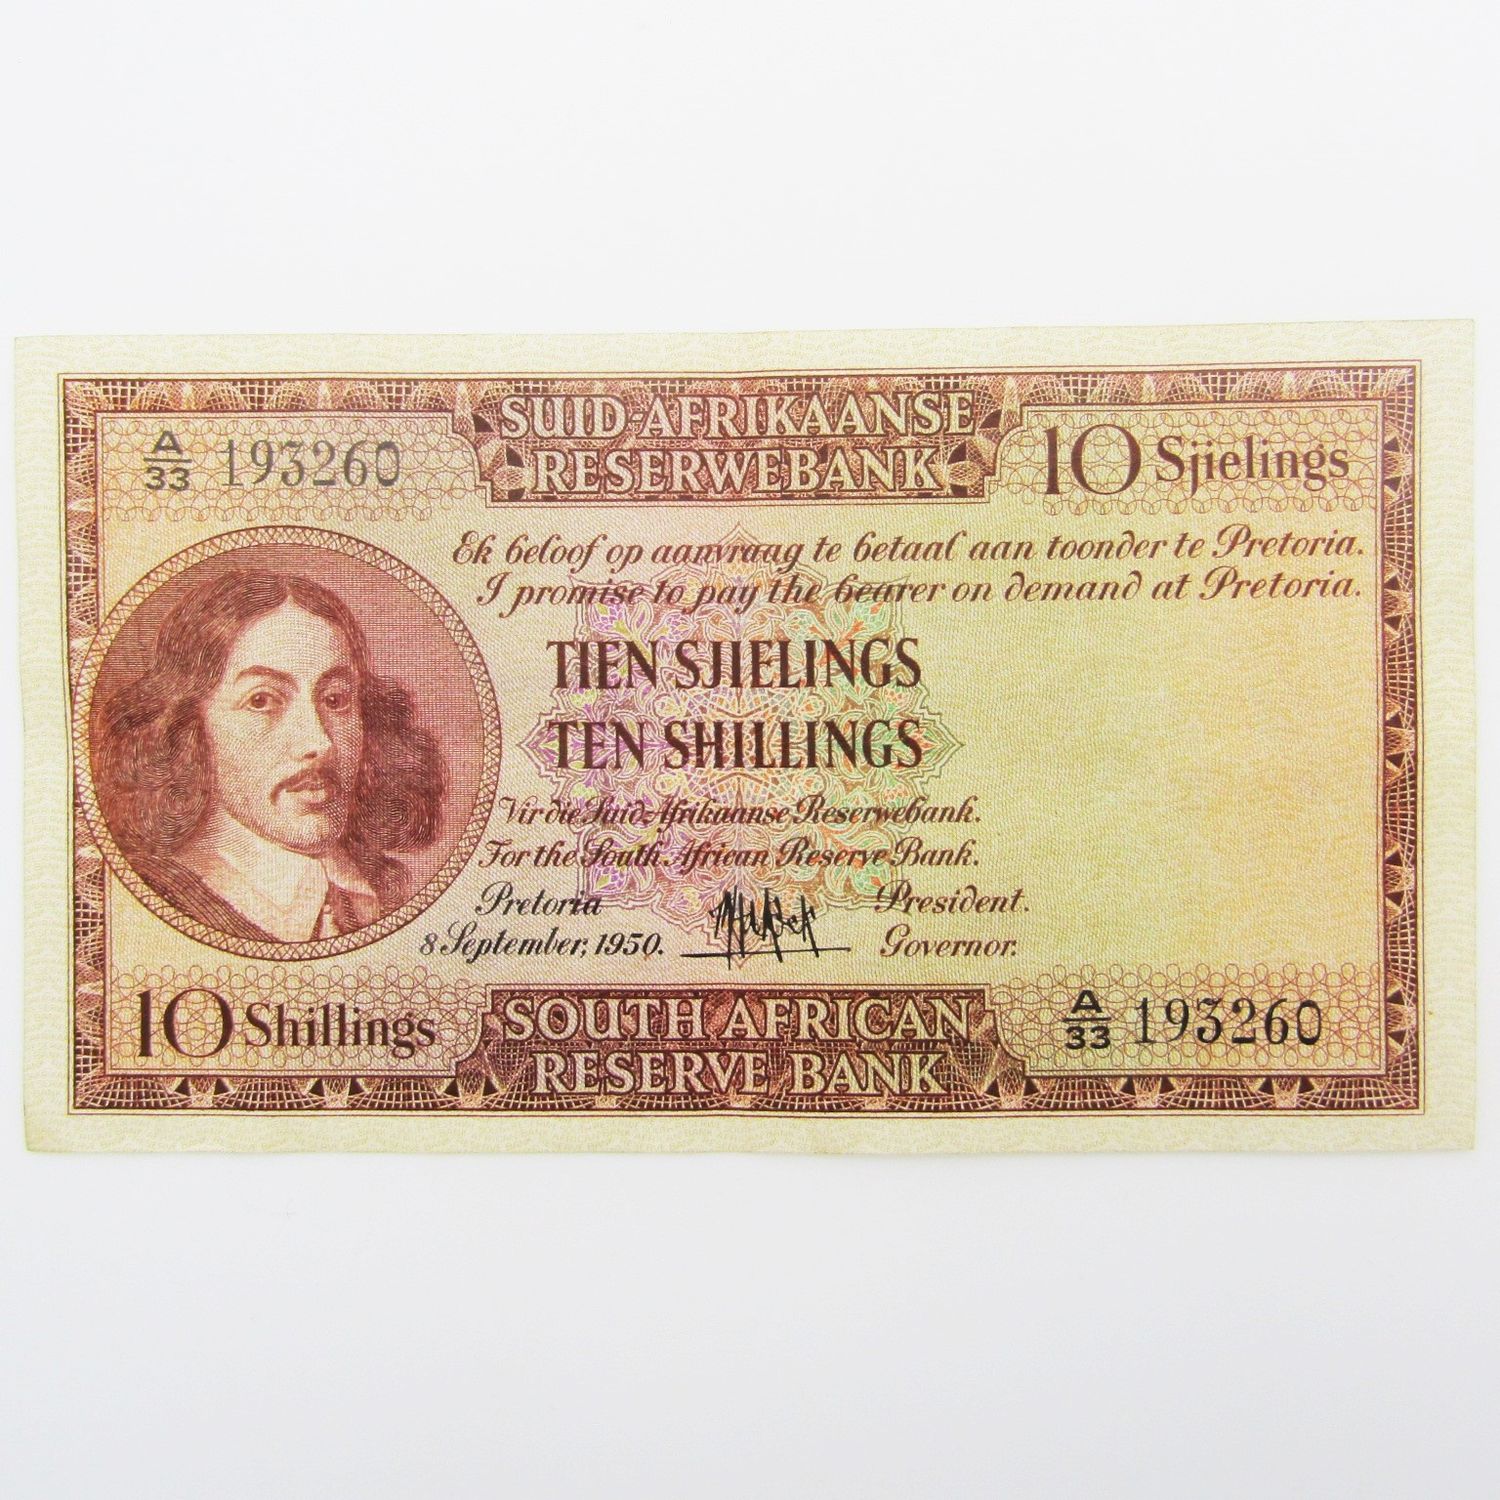 SUID-AFRIKAANSE
RESERWEBANK
A/33 193260
10 Sjielings
Ek beloof op aanvraag te betaal aan toonder te Pretoria.
I promise to pay the bearer on demand at Pretoria.
TIEN SJIELINGS
TEN SHILLINGS
Vir die Suid-Afrikaanse Reserwebank.
For the South African Reserve Bank.
Pretoria
President.
8 September, 1950.
Governor.
10 Shillings
SOUTH AFRICAN
RESERVE BANK
A/33 193260